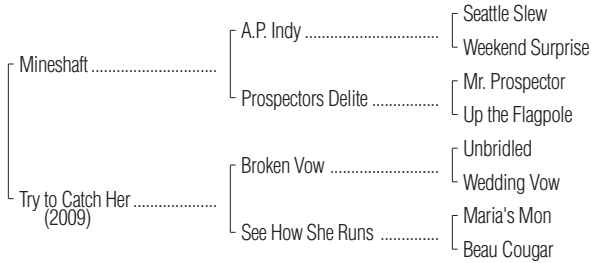 Seattle Slew
A.P. Indy ..............................
Weekend Surprise
Mineshaft ............................
Mr. Prospector
Prospectors Delite ...............
Up the Flagpole
Unbridled
Broken Vow ........................
Wedding Vow
Try to Catch Her ...................
(2009)
Maria's Mon
See How She Runs .............
Beau Cougar